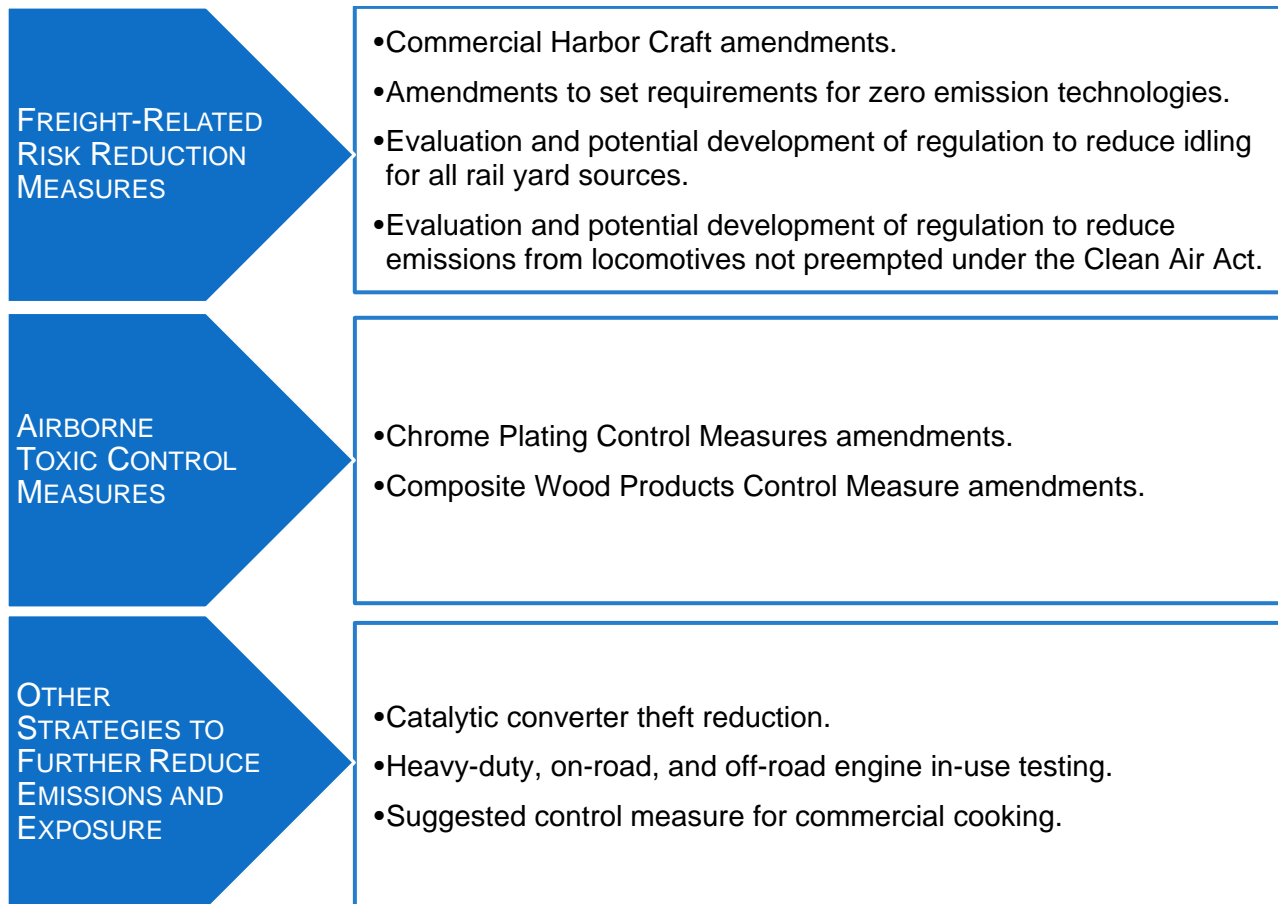 FREIGHT-RELATED
RISK REDUCTION
MEASURES
•Commercial Harbor Craft amendments.
•Amendments to set requirements for zero emission technologies.
•Evaluation and potential development of regulation to reduce idling
for all rail yard sources.
•Evaluation and potential development of regulation to reduce
emissions from locomotives not preempted under the Clean Air Act.
AIRBORNE
TOXIC CONTROL
MEASURES
•Chrome Plating Control Measures amendments.
•Composite Wood Products Control Measure amendments.
OTHER
STRATEGIES TO
FURTHER REDUCE
EMISSIONS AND
EXPOSURE
•Catalytic converter theft reduction.
•Heavy-duty, on-road, and off-road engine in-use testing.
•Suggested control measure for commercial cooking.